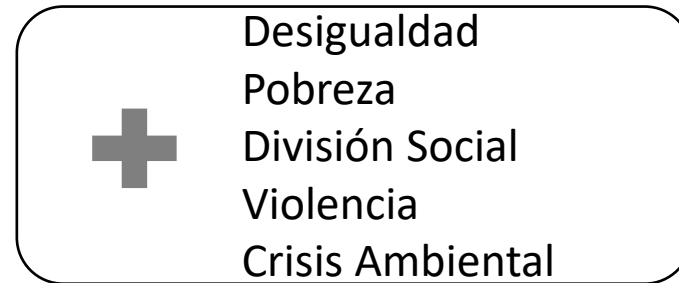 Desigualdad
Pobreza
División Social
Violencia
Crisis Ambiental